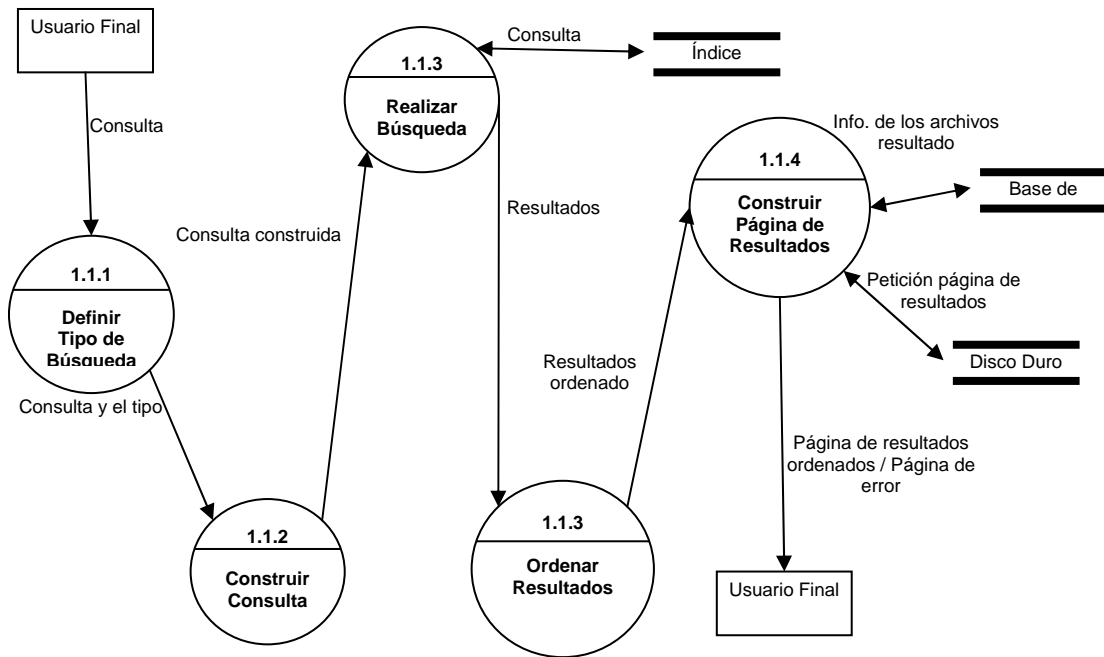 Usuario Final
Consulta
1.1.1
Definir
Tipo de
Búsqueda
Consulta y el tipo
1.1.2
Construir
Consulta
Consulta construida
1.1.3
Realizar
Búsqueda
Consulta
Índice
Resultados
1.1.3
Ordenar
Resultados
Resultados
ordenado
1.1.4
Construir
Página de
Resultados
Info. de los archivos
resultado
Base de
Petición página de
resultados
Disco Duro
Página de resultados
ordenados / Página de
error
Usuario Final